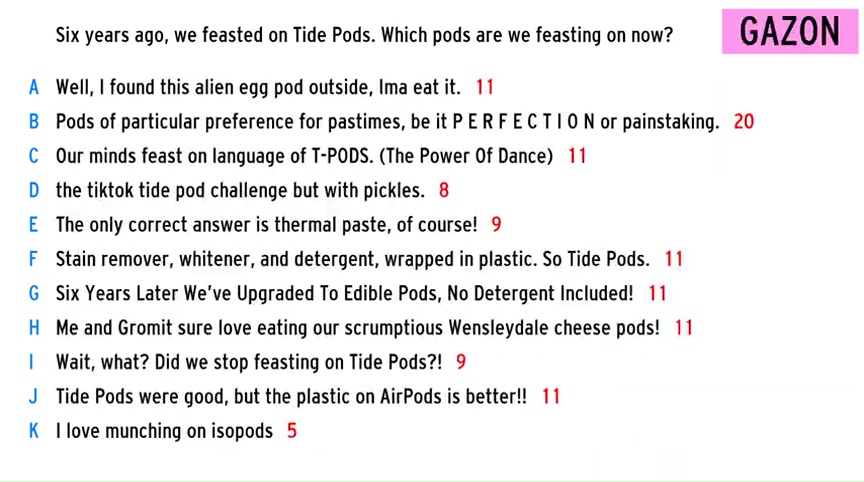 Six years ago, we feasted on Tide Pods. Which pods are we feasting on now?
GAZON
A Well, I found this alien egg pod outside, Ima eat it. 11
B Pods of particular preference for pastimes, be it P E R F E C T I O N or painstaking. 20
C Our minds feast on language of T-PODS. (The Power Of Dance) 11
D the tiktok tide pod challenge but with pickles. 8
E The only correct answer is thermal paste, of course! 9
F Stain remover, whitener, and detergent, wrapped in plastic. So Tide Pods. 11
G Six Years Later We've Upgraded To Edible Pods, No Detergent Included! 11
H Me and Gromit sure love eating our scrumptious Wensleydale cheese pods! 11
I Wait, what? Did we stop feasting on Tide Pods?! 9
J Tide Pods were good, but the plastic on AirPods is better!! 11
K I love munching on isopods 5